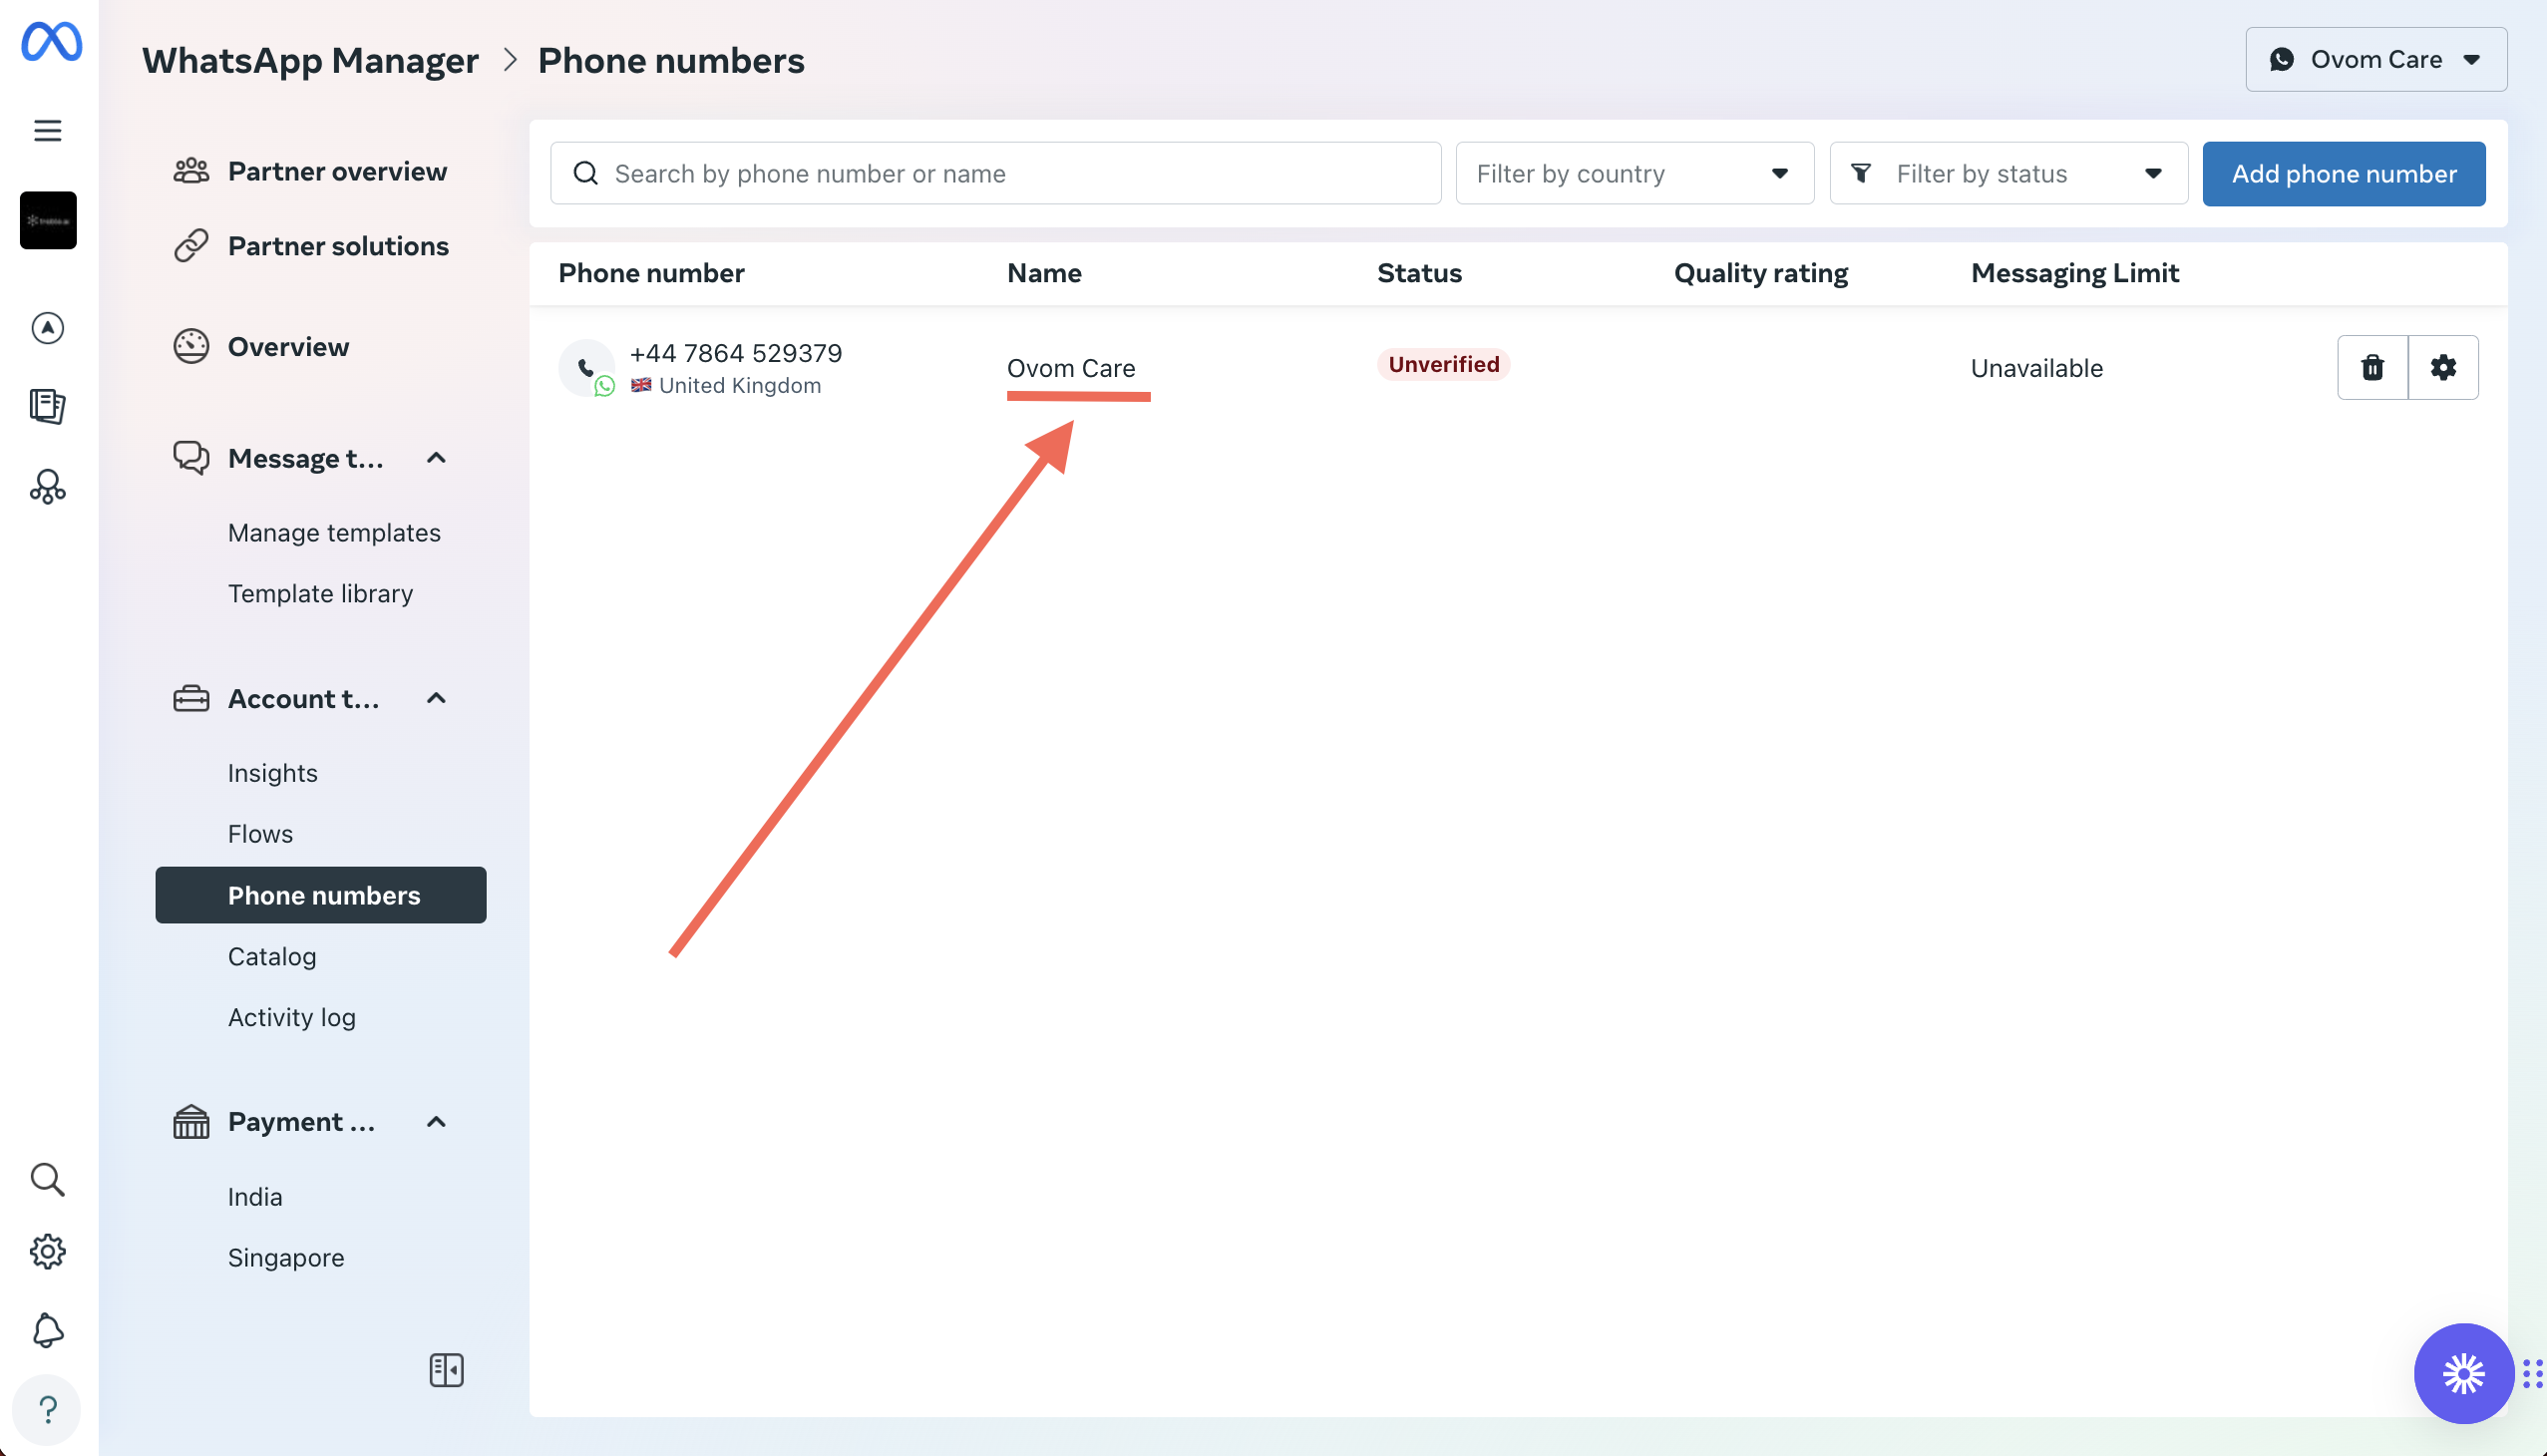 WhatsApp Manager > Phone numbers
Ovom Care
Partner overview
Partner solutions
Overview
Message t...
Manage templates
Template library
Account t...
Insights
Flows
Phone numbers
Catalog
Activity log
Payment ...
India
Singapore
?
Search by phone number or name
Filter by country
Filter by status
Add phone number
Phone number Name Status Quality rating Messaging Limit
+44 7864 529379
🇬🇧 United Kingdom
Ovom Care
Unverified
Unavailable